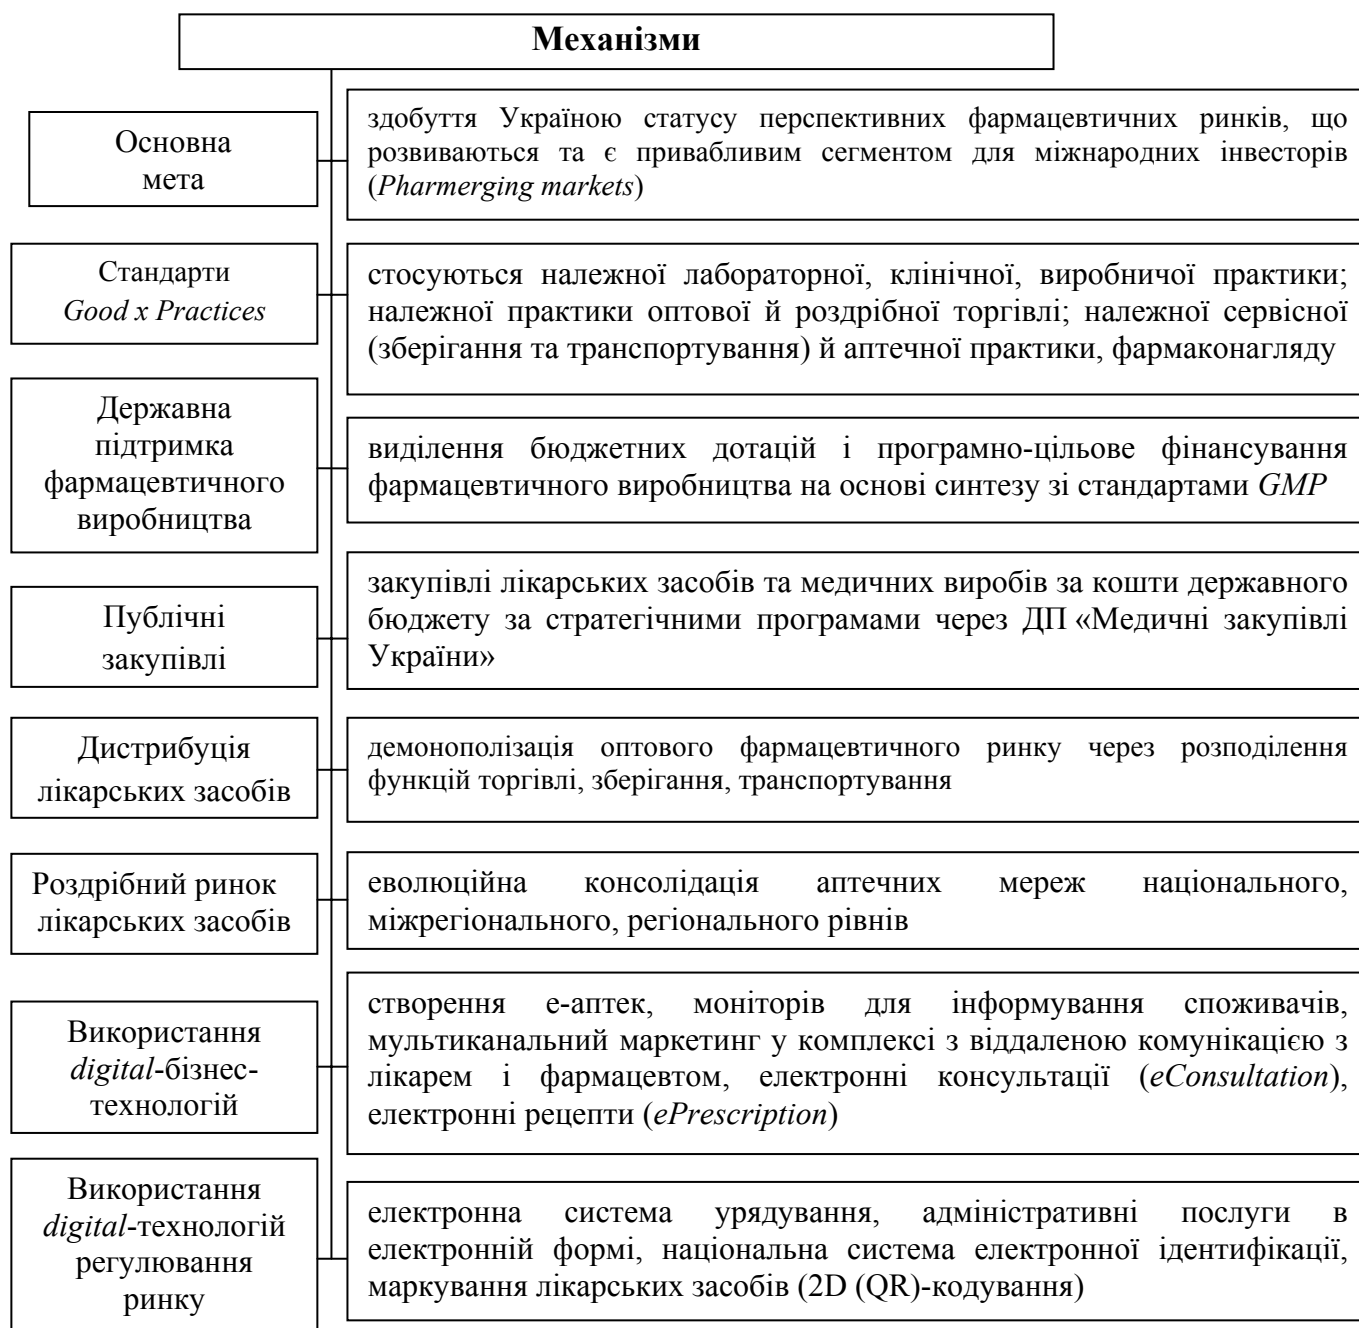 Механізми
Основна
мета
здобуття Україною статусу перспективних фармацевтичних ринків, що
розвиваються та є привабливим сегментом для міжнародних інвесторів
(Pharmerging markets)
Стандарти
Good x Practices
стосуються належної лабораторної, клінічної, виробничої практики;
належної практики оптової й роздрібної торгівлі; належної сервісної
(зберігання та транспортування) й аптечної практики, фармаконагляду
Державна
підтримка
фармацевтичного
виробництва
виділення бюджетних дотацій і програмно-цільове фінансування
фармацевтичного виробництва на основі синтезу зі стандартами GMP
Публічні
закупівлі
закупівлі лікарських засобів та медичних виробів за кошти державного
бюджету за стратегічними програмами через ДП «Медичні закупівлі
України»
Дистрибуція
лікарських засобів
демонополізація оптового фармацевтичного ринку через розподілення
функцій торгівлі, зберігання, транспортування
Роздрібний ринок
лікарських засобів
еволюційна консолідація аптечних мереж національного,
міжрегіонального, регіонального рівнів
Використання
digital-бізнес-
технологій
створення е-аптек, моніторів для інформування споживачів,
мультиканальний маркетинг у комплексі з віддаленою комунікацією з
лікарем і фармацевтом, електронні консультації (eConsultation),
електронні рецепти (ePrescription)
Використання
digital-технологій
регулювання
ринку
електронна система урядування, адміністративні послуги в
електронній формі, національна система електронної ідентифікації,
маркування лікарських засобів (2D (QR)-кодування)